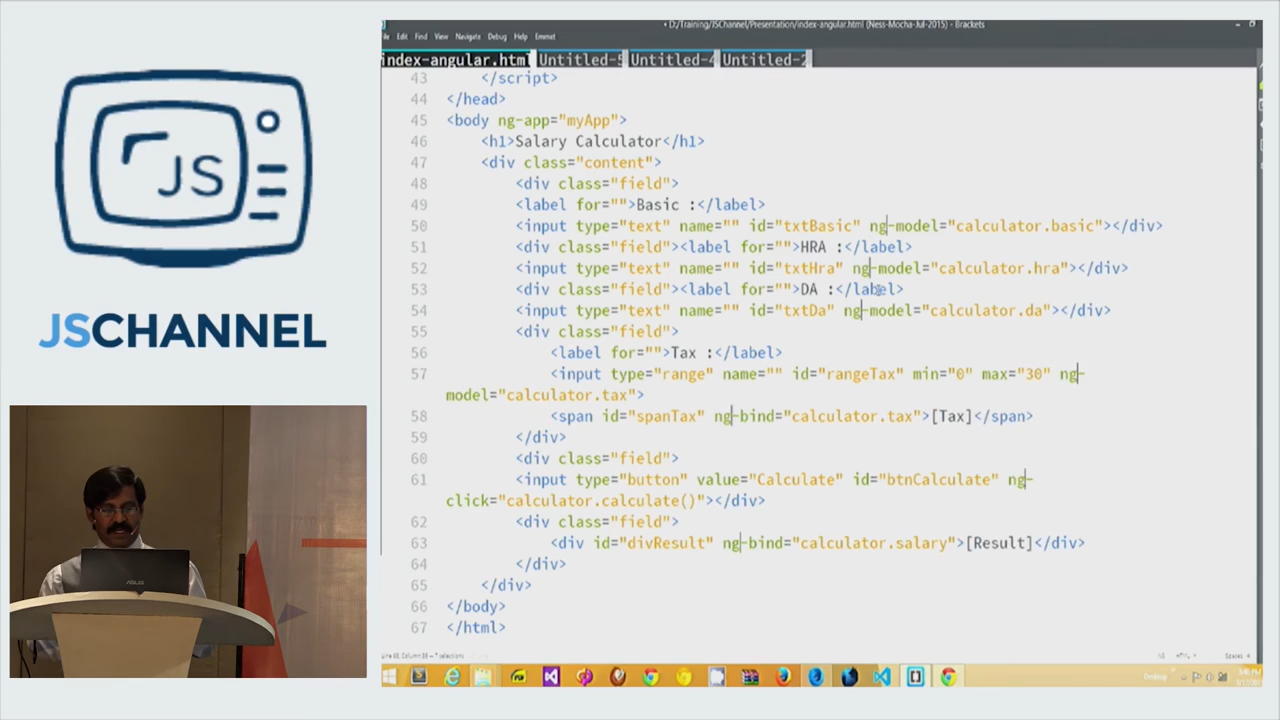 JS
JSCHANNEL
ASUS
• D:/Training/JSChannel/Presentation/index-angular.html (Ness-Mocha-Jul-2015) - Brackets
Edit Find View Navigate Debug Help Emmet
index-angular.html Untitled-5 Untitled-4 Untitled-2
43 </script>
44 </head>
45 <body ng-app="myApp">
46 <h1>Salary Calculator</h1>
47 <div class="content">
48 <div class="field">
49 <label for="">Basic :</label>
50 <input type="text" name="" id="txtBasic" ng-model="calculator.basic"></div>
51 <div class="field"><label for="">HRA :</label>
52 <input type="text" name="" id="txtHra" ng-model="calculator.hra"></div>
53 <div class="field"><label for="">DA :</label>
54 <input type="text" name="" id="txtDa" ng-model="calculator.da"></div>
55 <div class="field">
56 <label for="">Tax :</label>
57 <input type="range" name="" id="rangeTax" min="0" max="30" ng-
model="calculator.tax">
58 <span id="spanTax" ng-bind="calculator.tax">[Tax]</span>
59 </div>
60 <div class="field">
61 <input type="button" value="Calculate" id="btnCalculate" ng-
click="calculator.calculate()"></div>
62 <div class="field">
63 <div id="divResult" ng-bind="calculator.salary">[Result]</div>
64 </div>
65 </div>
66 </body>
67 </html>
Desktop